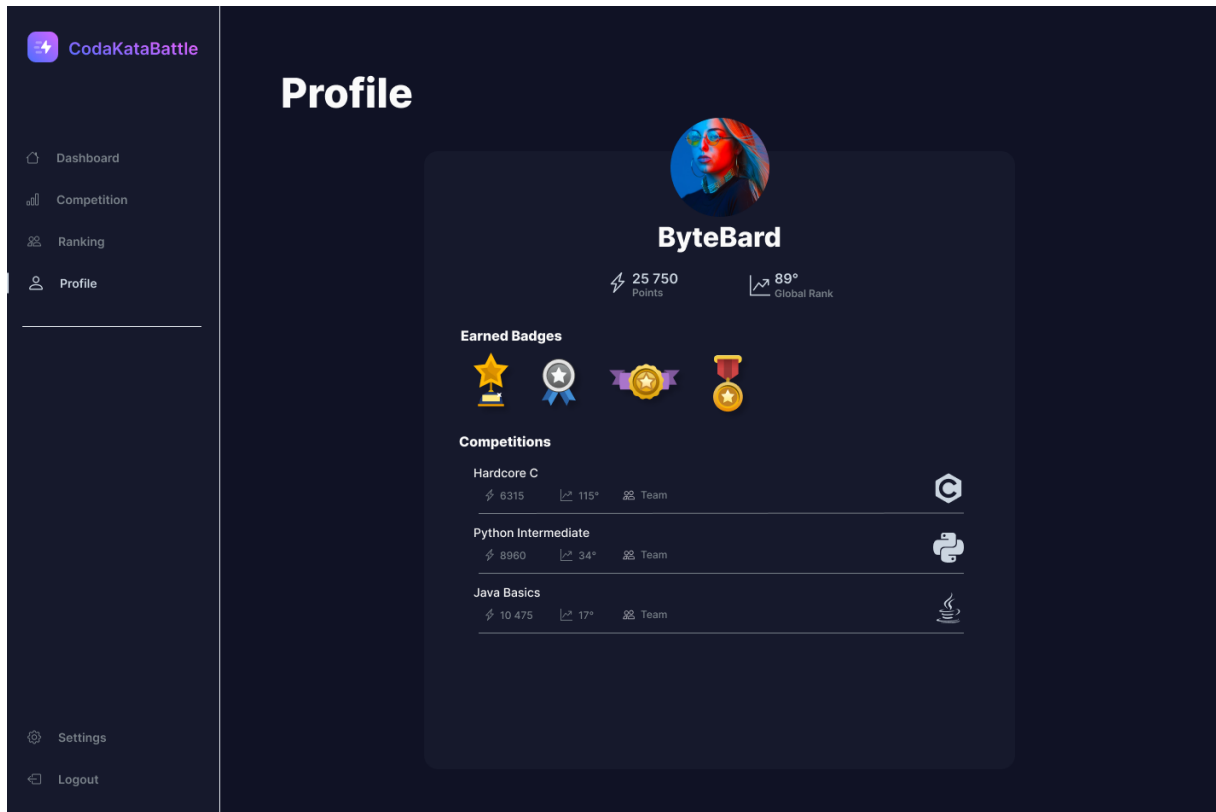 CodaKataBattle
Dashboard
Competition
Ranking
Profile
Settings
Logout
Profile
ByteBard
25 750
Points
89°
Global Rank
Earned Badges
Competitions
Hardcore C
6315 115° Team
C
Python Intermediate
8960 34° Team
Java Basics
10 475 17° Team